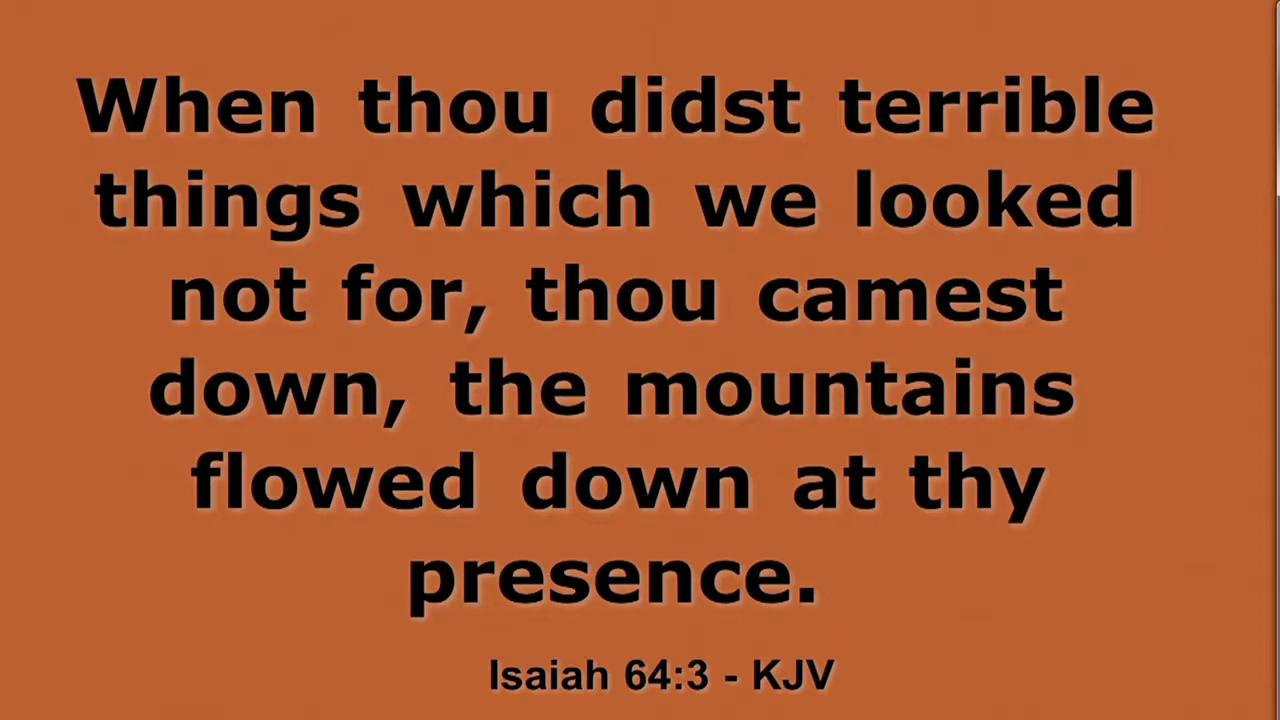 When thou didst terrible
things which we looked
not for, thou camest
down, the mountains
flowed down at thy
presence.
Isaiah 64:3 - KJV